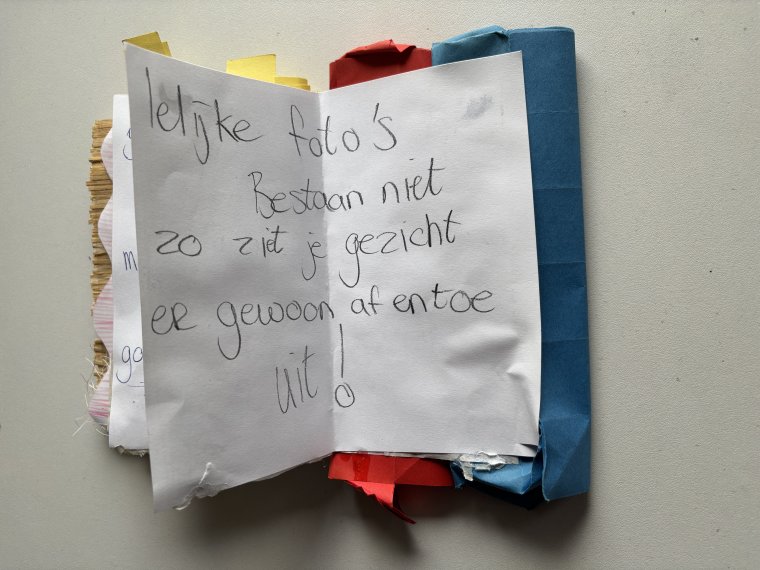 lelijke foto's
Bestaan niet
zo ziet je gezicht
er gewoon af en toe
uit!